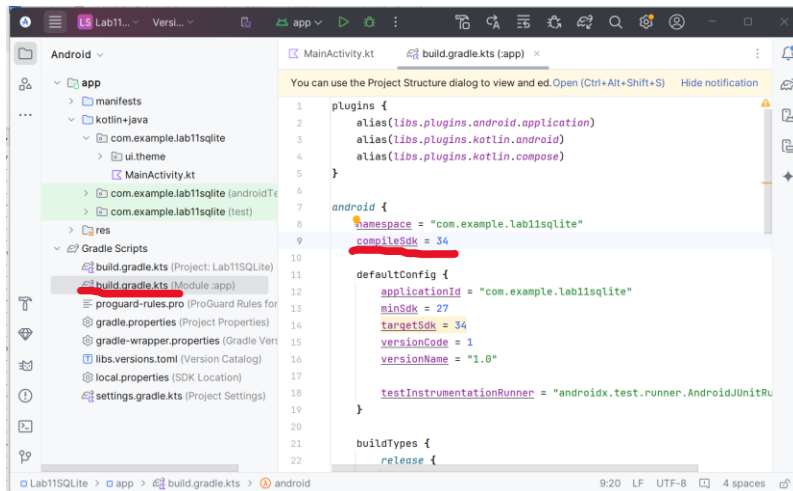 LS Lab11... Versi... app
Android
MainActivity.kt build.gradle.kts (:app)
app
manifests
kotlin+java
com.example.lab11sqlite
ui.theme
MainActivity.kt
com.example.lab11sqlite (androidTe
com.example.lab11sqlite (test)
res
Gradle Scripts
build.gradle.kts (Project: Lab11SQLite)
build.gradle.kts (Module :app)
proguard-rules.pro (ProGuard Rules for
gradle.properties (Project Properties)
gradle-wrapper.properties (Gradle Vers
libs.versions.toml (Version Catalog)
local.properties (SDK Location)
settings.gradle.kts (Project Settings)
You can use the Project Structure dialog to view and ed. Open (Ctrl+Alt+Shift+S) Hide notification
1 plugins {
2 alias(libs.plugins.android.application)
3 alias(libs.plugins.kotlin.android)
4 alias(libs.plugins.kotlin.compose)
5 }
6
7 android {
8 namespace = "com.example.lab11sqlite"
9 compileSdk = 34
10
11 defaultConfig {
12 applicationId = "com.example.lab11sqlite"
13 minSdk = 27
14 targetSdk = 34
15 versionCode = 1
16 versionName = "1.0"
17
18 testInstrumentationRunner = "androidx.test.runner.AndroidJUnitRu
19 }
20
21 buildTypes {
22 release {
Lab11SQLite > app > build.gradle.kts > android 9:20 LF UTF-8 4 spaces